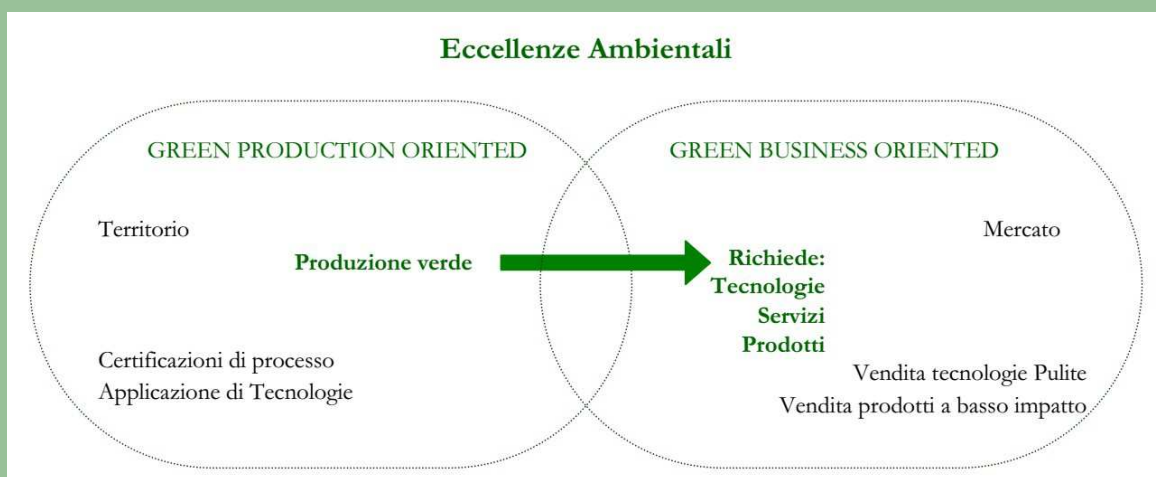 Eccellenze Ambientali
GREEN PRODUCTION ORIENTED
GREEN BUSINESS ORIENTED
Territorio
Mercato
Produzione verde
Richiede:
Tecnologie
Servizi
Prodotti
Certificazioni di processo
Applicazione di Tecnologie
Vendita tecnologie Pulite
Vendita prodotti a basso impatto